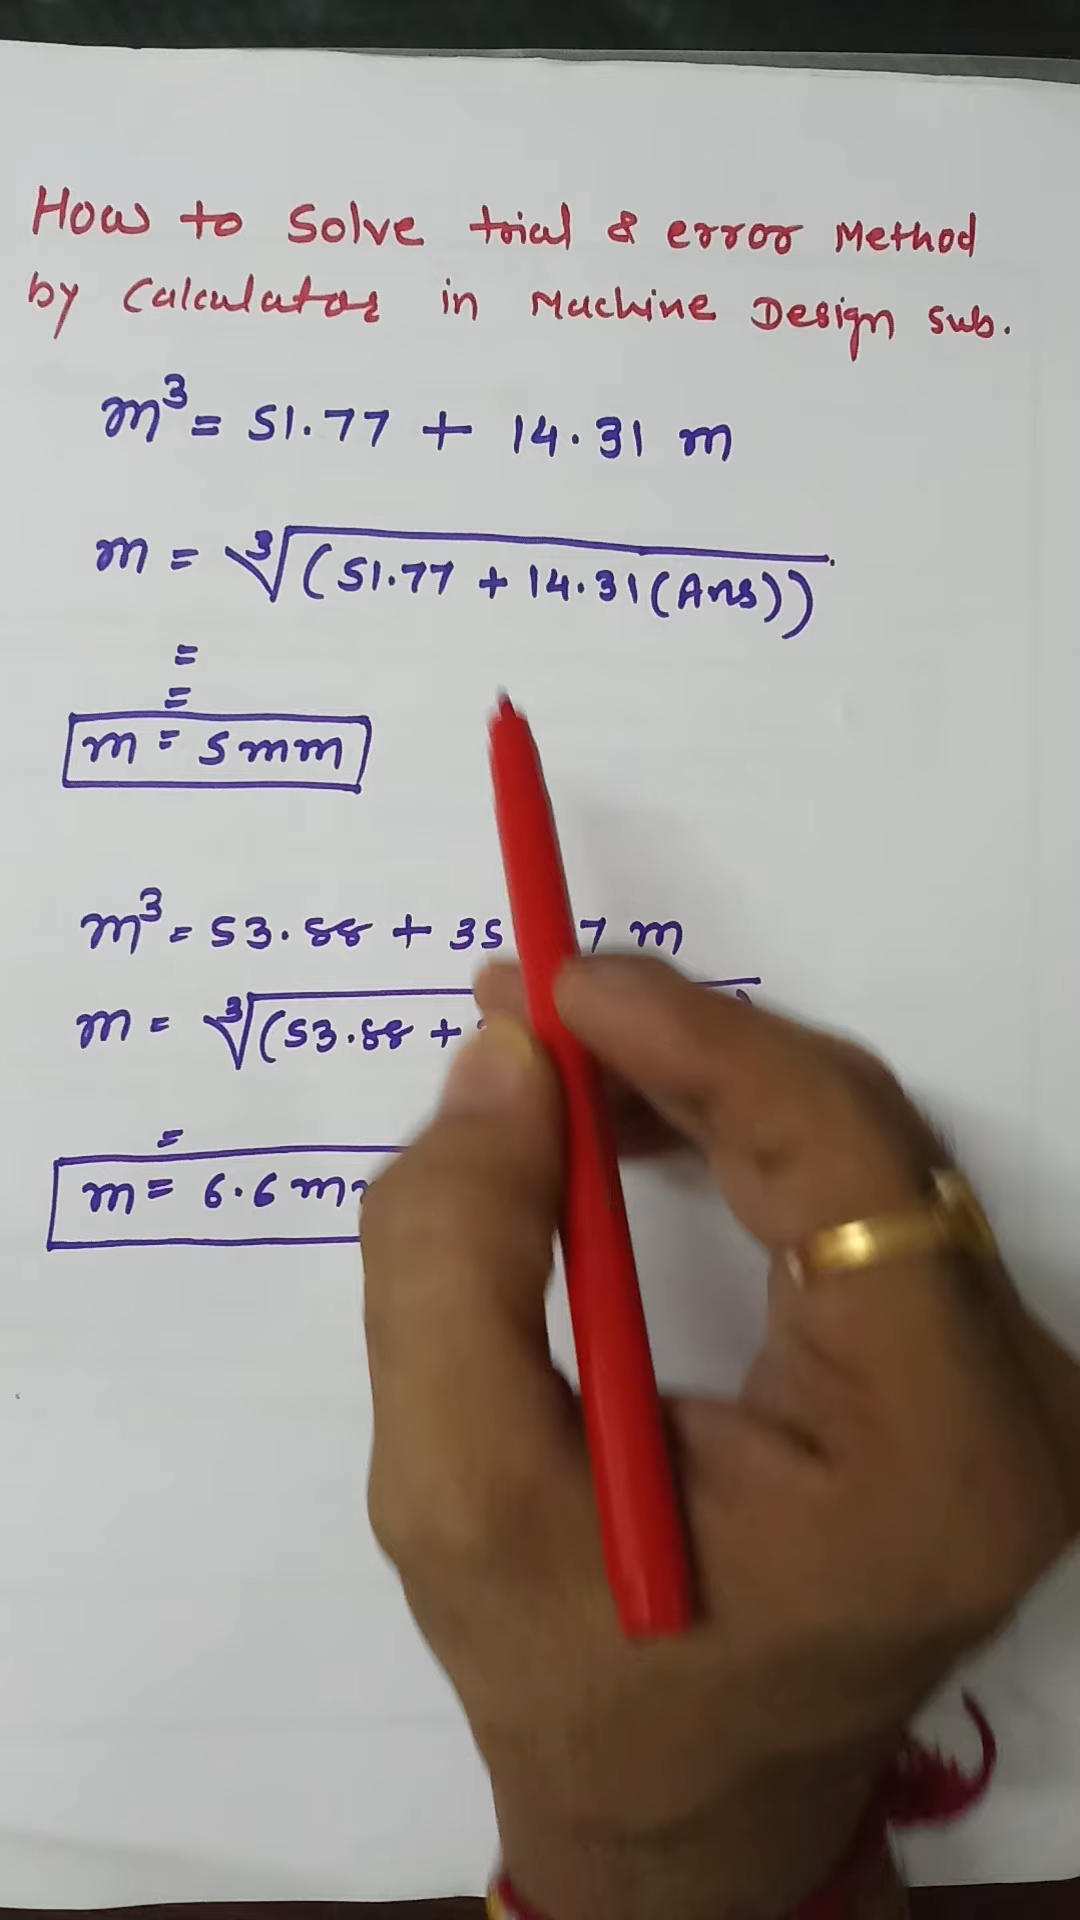 How to Solve trial & error Method
by Calculator in Machine Design sub.
m³ = 51.77 + 14.31 m
m = ∛(51.77 + 14.31(Ans))
=
=
m = 5mm
m³ = 53.88 + 35 7 m
m = ∛(53.88 +
=
m = 6.6 m